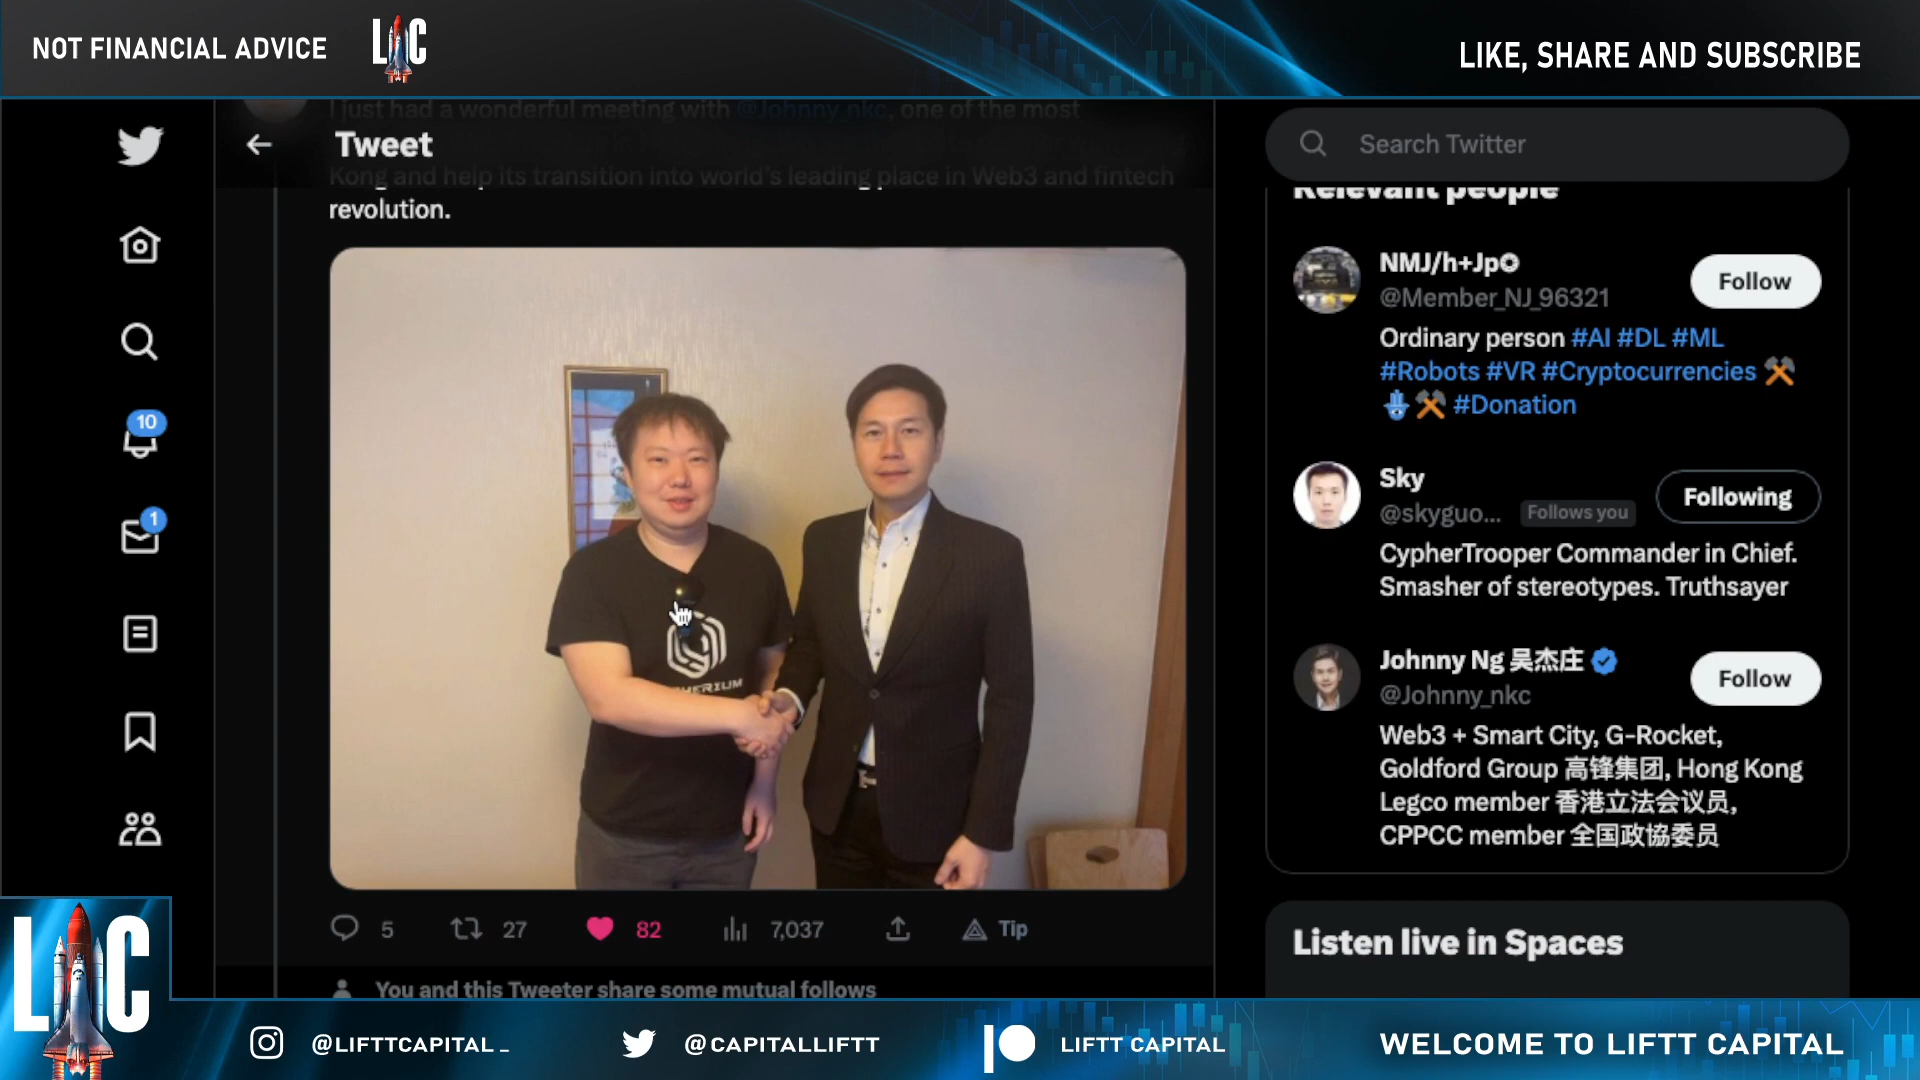 NOT FINANCIAL ADVICE
LC
LIKE, SHARE AND SUBSCRIBE
I just had a wonderful meeting with @Johnny_nkc, one of the most
Tweet
Kong and help its transition into world's leading place in Web3 and fintech
revolution.
Search Twitter
Relevant people
NMJ/h+Jp
@Member_NJ_96321
Follow
Ordinary person #AI #DL #ML
#Robots #VR #Cryptocurrencies
#Donation
Sky
@skyguo... Follows you
Following
CypherTrooper Commander in Chief.
Smasher of stereotypes. Truthsayer
Johnny Ng 吴杰庄
@Johnny_nkc
Follow
Web3 + Smart City, G-Rocket,
Goldford Group 高锋集团, Hong Kong
Legco member 香港立法会议员,
CPPCC member 全国政協委员
10
1
5 27 82 7,037 Tip
You and this Tweeter share some mutual follows
Listen live in Spaces
LC
@LIFTTCAPITAL_
@CAPITALLIFTT
LIFTT CAPITAL
WELCOME TO LIFTT CAPITAL